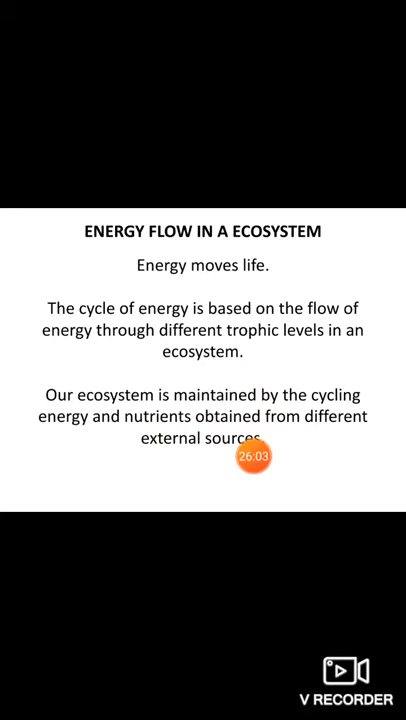 ENERGY FLOW IN A ECOSYSTEM
Energy moves life.
The cycle of energy is based on the flow of
energy through different trophic levels in an
ecosystem.
Our ecosystem is maintained by the cycling
energy and nutrients obtained from different
external sources.
26:03
V RECORDER